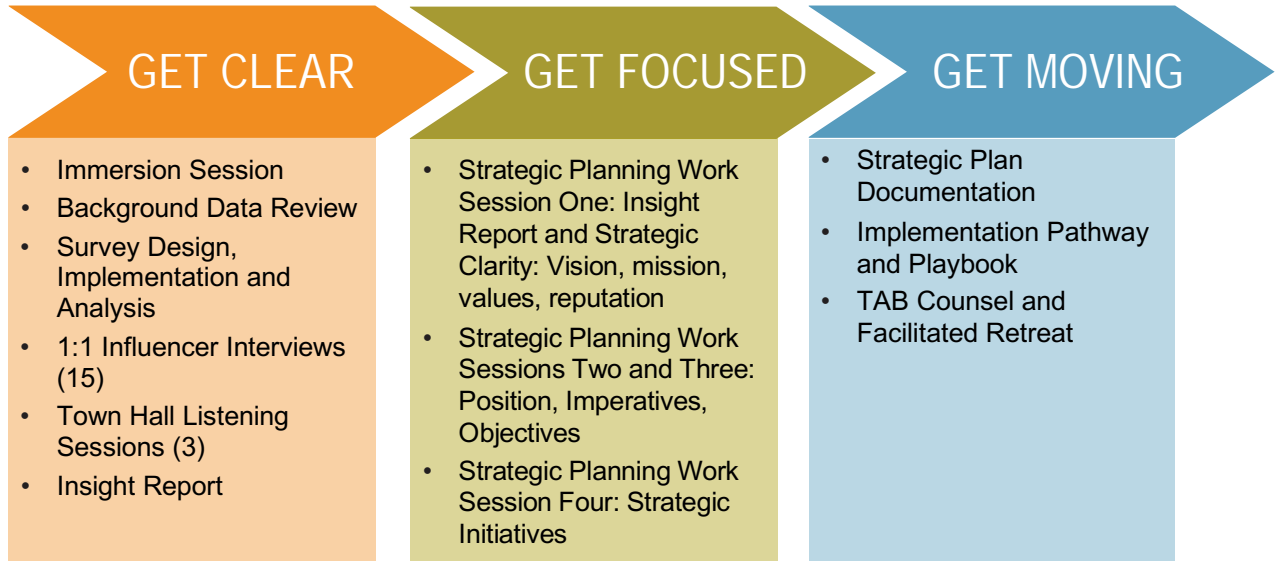 GET CLEAR
• Immersion Session
• Background Data Review
• Survey Design,
Implementation and
Analysis
• 1:1 Influencer Interviews
(15)
• Town Hall Listening
Sessions (3)
• Insight Report
GET FOCUSED
• Strategic Planning Work
Session One: Insight
Report and Strategic
Clarity: Vision, mission,
values, reputation
• Strategic Planning Work
Sessions Two and Three:
Position, Imperatives,
Objectives
• Strategic Planning Work
Session Four: Strategic
Initiatives
GET MOVING
• Strategic Plan
Documentation
• Implementation Pathway
and Playbook
• TAB Counsel and
Facilitated Retreat